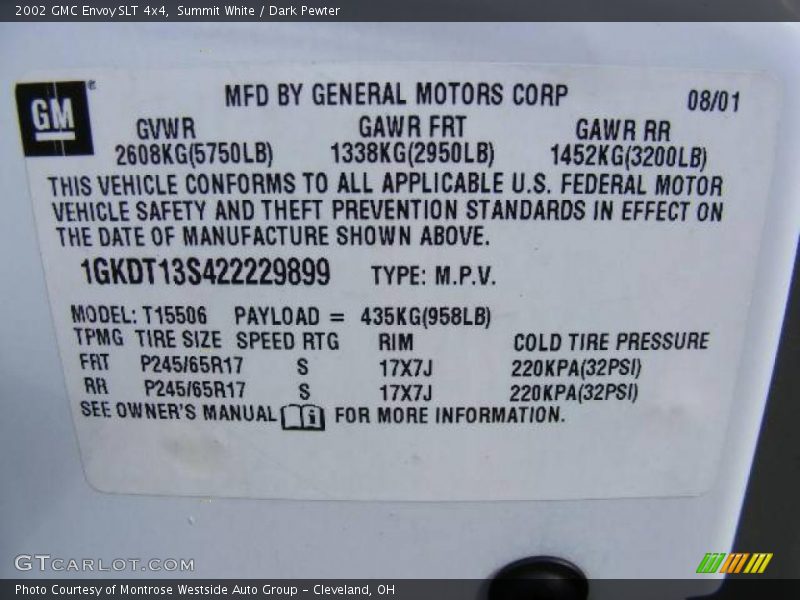 2002 GMC Envoy SLT 4x4, Summit White / Dark Pewter
GM ®
MFD BY GENERAL MOTORS CORP 08/01
GVWR GAWR FRT GAWR RR
2608KG(5750LB) 1338KG(2950LB) 1452KG(3200LB)
THIS VEHICLE CONFORMS TO ALL APPLICABLE U.S. FEDERAL MOTOR
VEHICLE SAFETY AND THEFT PREVENTION STANDARDS IN EFFECT ON
THE DATE OF MANUFACTURE SHOWN ABOVE.
1GKDT13S422229899 TYPE: M.P.V.
MODEL: T15506 PAYLOAD = 435KG(958LB)
TPMG TIRE SIZE SPEED RTG RIM COLD TIRE PRESSURE
FRT P245/65R17 S 17X7J 220KPA(32PSI)
RR P245/65R17 S 17X7J 220KPA(32PSI)
SEE OWNER'S MANUAL i FOR MORE INFORMATION.
GTCARLOT.COM
Photo Courtesy of Montrose Westside Auto Group - Cleveland, OH